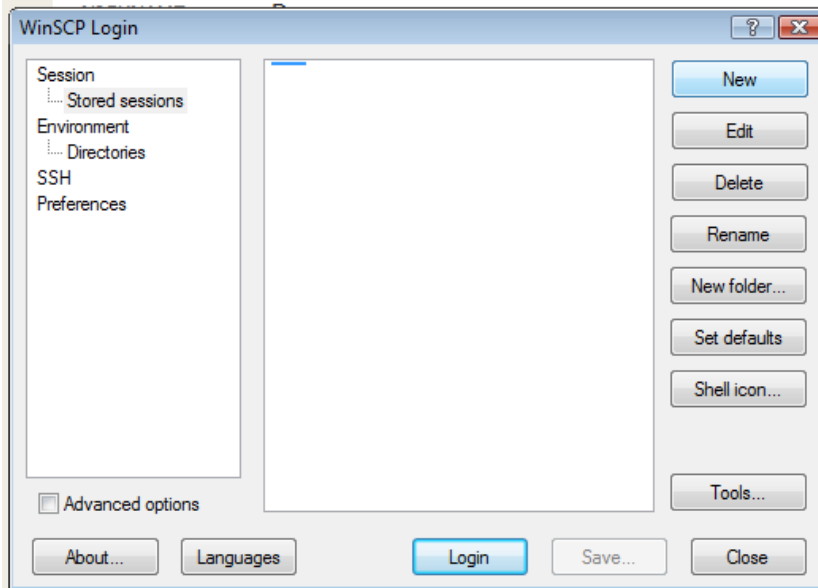 WinSCP Login
Session
Stored sessions
Environment
Directories
SSH
Preferences
Advanced options
New
Edit
Delete
Rename
New folder...
Set defaults
Shell icon...
Tools...
About...
Languages
Login
Save...
Close